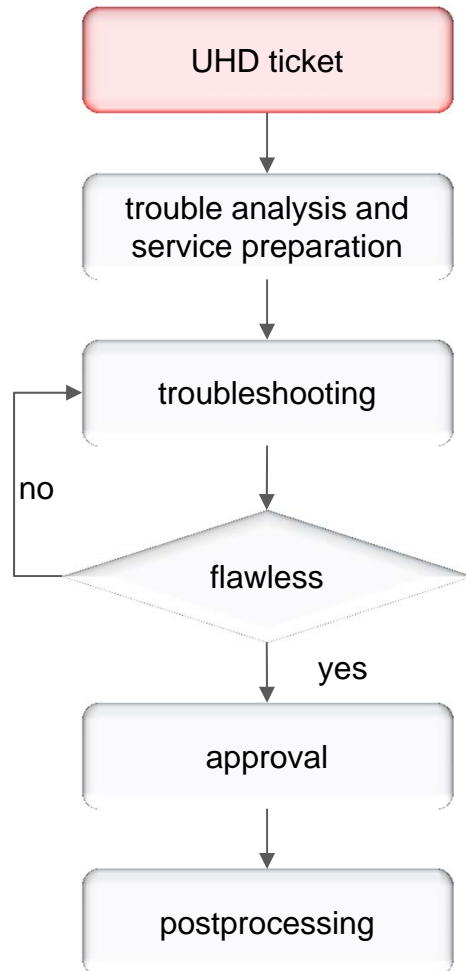 UHD ticket
trouble analysis and
service preparation
troubleshooting
no
flawless
yes
approval
postprocessing